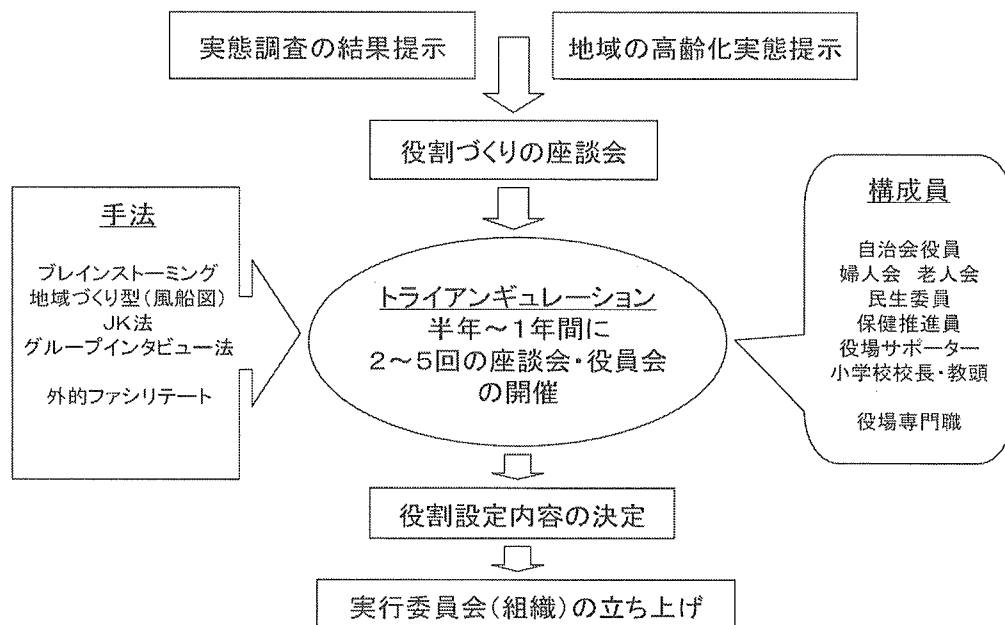 実態調査の結果提示
地域の高齢化実態提示
役割づくりの座談会
手法
ブレインストーミング
地域づくり型(風船図)
JK法
グループインタビュー法
外的ファシリテート
トライアンギュレーション
半年~1年間に
2~5回の座談会・役員会
の開催
構成員
自治会役員
婦人会 老人会
民生委員
保健推進員
役場サポーター
小学校校長・教頭
役場専門職
役割設定内容の決定
実行委員会(組織)の立ち上げ